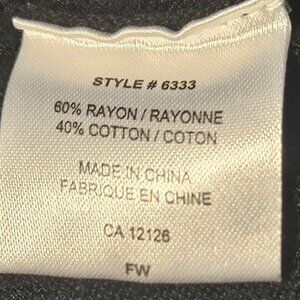 STYLE # 6333
60% RAYON / RAYONNE
40% COTTON / COTON
MADE IN CHINA
FABRIQUE EN CHINE
CA 12126
FW